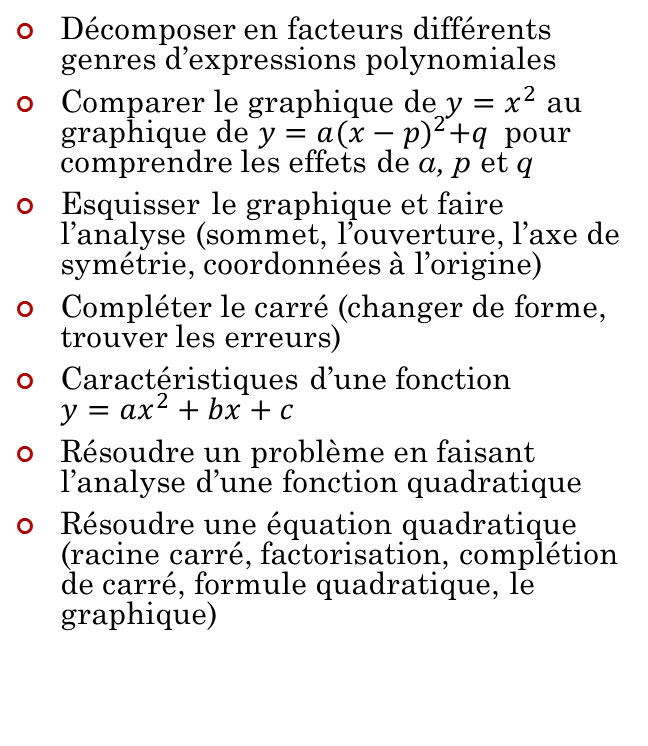 Décomposer en facteurs différents
genres d’expressions polynomiales
Comparer le graphique de y = x² au
graphique de y = a(x − p)²+q pour
comprendre les effets de a, p et q
Esquisser le graphique et faire
l’analyse (sommet, l’ouverture, l’axe de
symétrie, coordonnées à l’origine)
Compléter le carré (changer de forme,
trouver les erreurs)
Caractéristiques d’une fonction
y = ax² + bx + c
Résoudre un problème en faisant
l’analyse d’une fonction quadratique
Résoudre une équation quadratique
(racine carré, factorisation, complétion
de carré, formule quadratique, le
graphique)